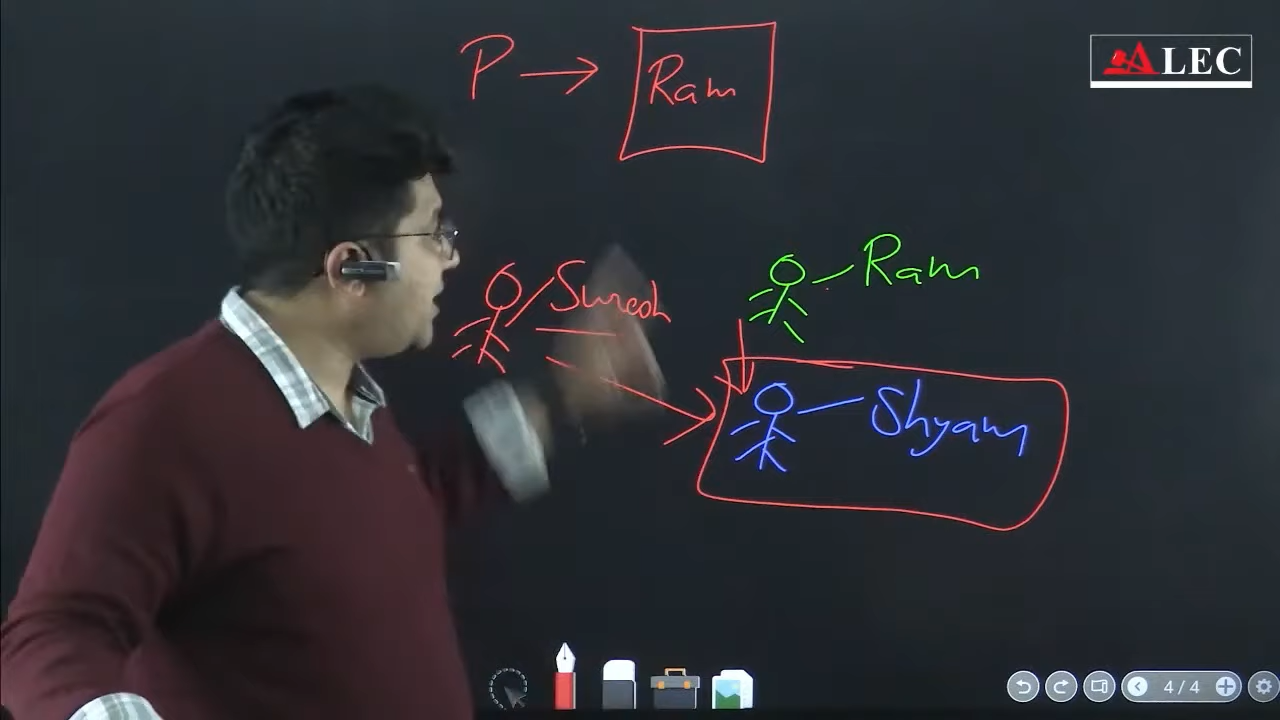 ALEC
P → Ram
Suresh
Ram
Shyam
4/4